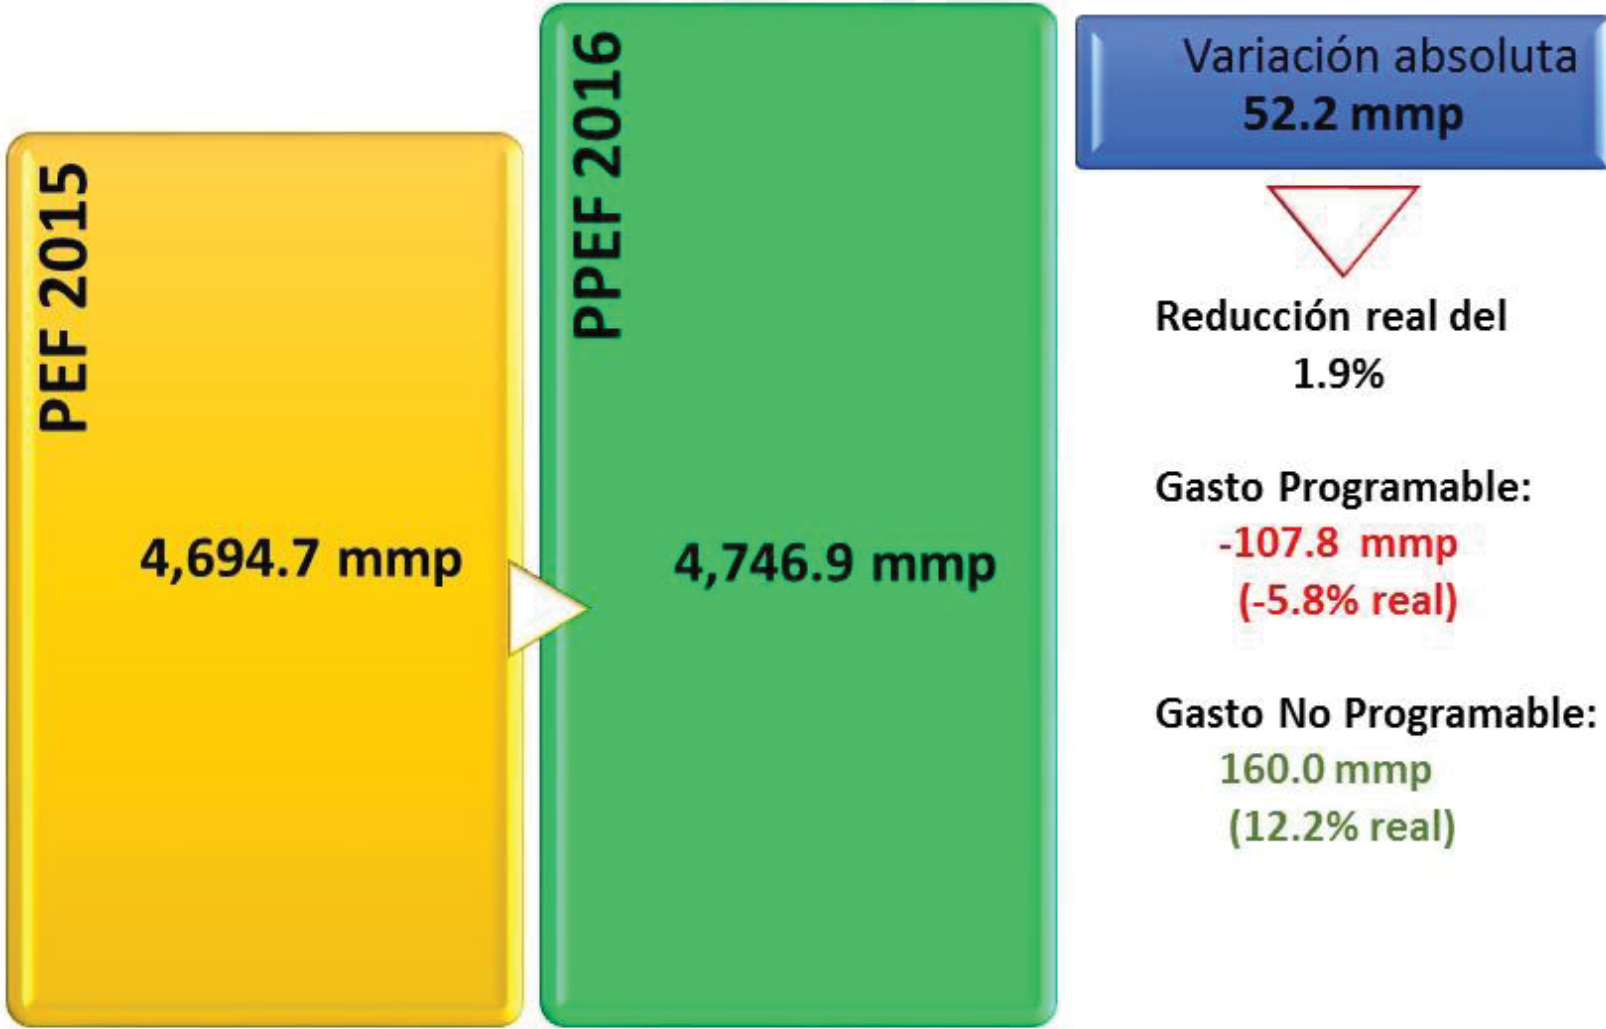 PEF 2015
4,694.7 mmp
PPEF 2016
4,746.9 mmp
Variación absoluta
52.2 mmp
Reducción real del
1.9%
Gasto Programable:
-107.8 mmp
(-5.8% real)
Gasto No Programable:
160.0 mmp
(12.2% real)